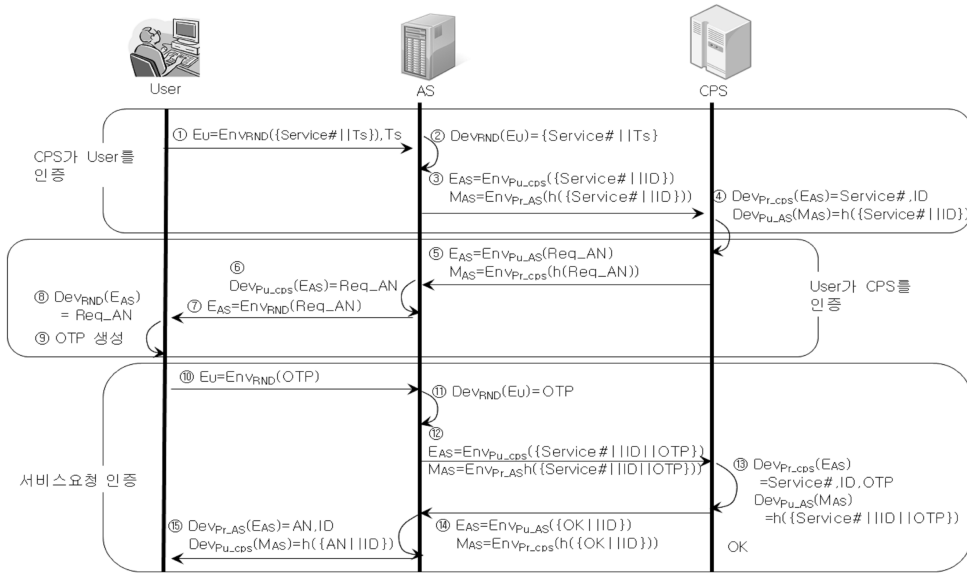 User
AS
CPS
CPS가 User를
인증
① EU=EnvRND({Service#||Ts}),Ts
② DevRND(EU)={Service#||Ts}
③ EAS=EnvPu_cps({Service#||ID})
MAS=EnvPr_AS(h({Service#||ID}))
④ DevPr_cps(EAS)=Service#,ID
DevPu_AS(MAS)=h({Service#||ID})
⑤ EAS=EnvPu_AS(Req_AN)
MAS=EnvPr_cps(h(Req_AN))
⑥
DevPu_cps(EAS)=Req_AN
⑦ EAS=EnvRND(Req_AN)
⑧ DevRND(EAS)
= Req_AN
⑨ OTP 생성
User가 CPS를
인증
⑩ EU=EnvRND(OTP)
⑪ DevRND(EU)=OTP
⑫
EAS=EnvPu_cps({Service#||ID||OTP})
MAS=EnvPr_ASh({Service#||ID||OTP}))
⑬ DevPr_cps(EAS)
=Service#,ID,OTP
DevPu_AS(MAS)
=h({Service#||ID||OTP})
서비스요청 인증
⑭ EAS=EnvPu_AS({OK||ID})
MAS=EnvPr_cps(h({OK||ID}))
⑮ DevPr_AS(EAS)=AN,ID
DevPu_cps(MAS)=h({AN||ID})
OK